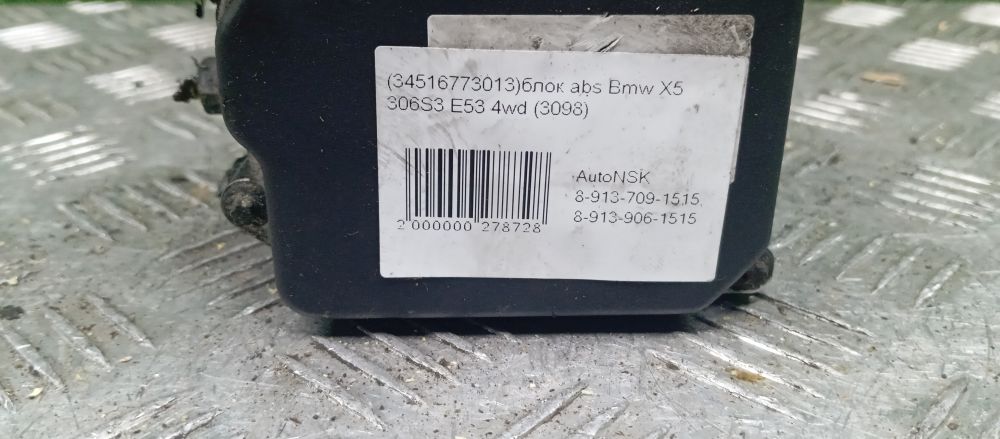 (34516773013)блок abs Bmw X5
306S3 E53 4wd (3098)
AutoNSK
8-913-709-1515
8-913-906-1515
2 000000 278728